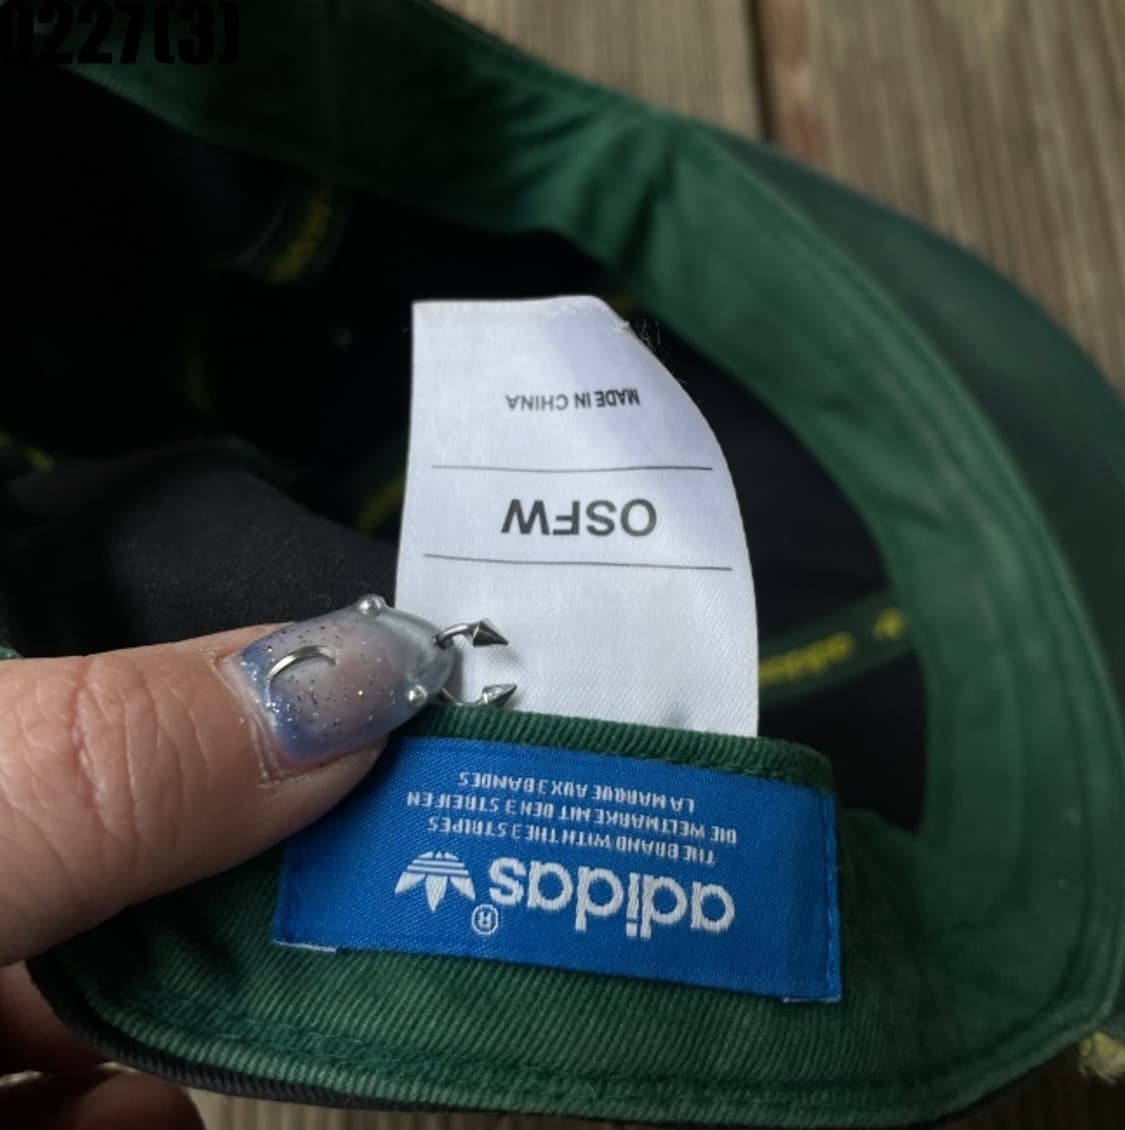 0227(3)
adidas®
THE BRAND WITH THE 3 STRIPES
DIE WELTMARKE MIT DEN 3 STREIFEN
LA MARQUE AUX 3 BANDES
OSFW
MADE IN CHINA
adidas